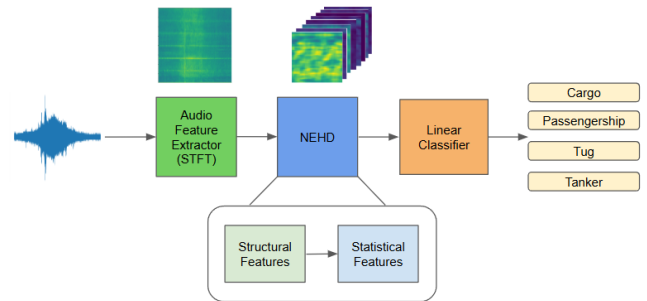 Audio
Feature
Extractor
(STFT)
NEHD
Linear
Classifier
Cargo
Passengership
Tug
Tanker
Structural
Features
Statistical
Features